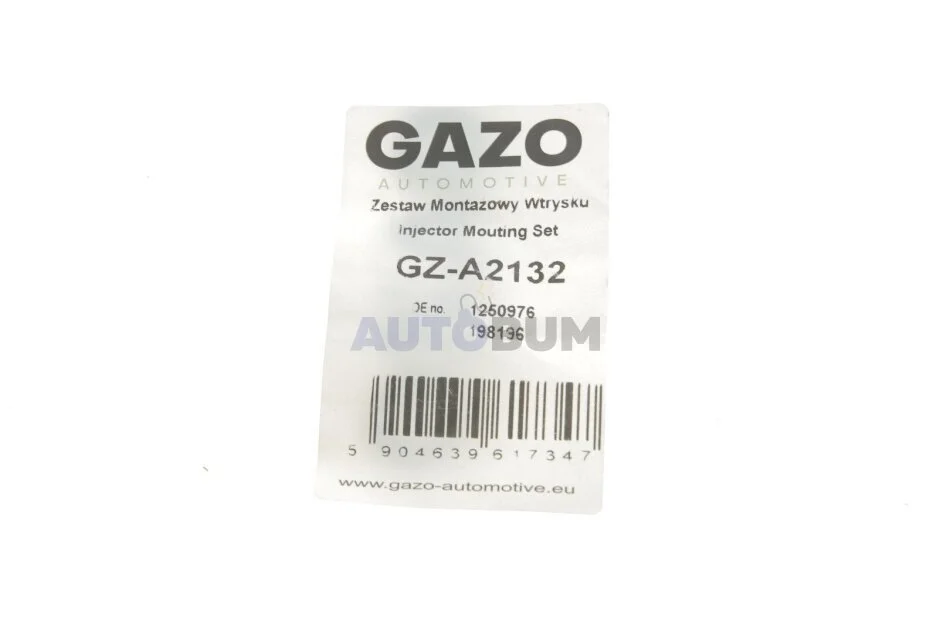 GAZO
AUTOMOTIVE
Zestaw Montazowy Wtrysku
Injector Mouting Set
GZ-A2132
OE no. 1250976
198196
AUTODUM
5 904639 617347
www.gazo-automotive.eu